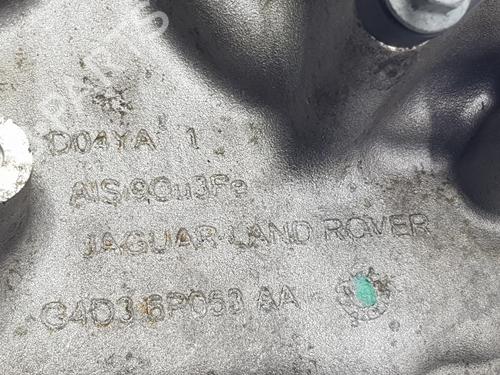 D04YA 1
AlSi9Cu3Fe
JAGUAR-LAND ROVER
G4D3 6P053 AA